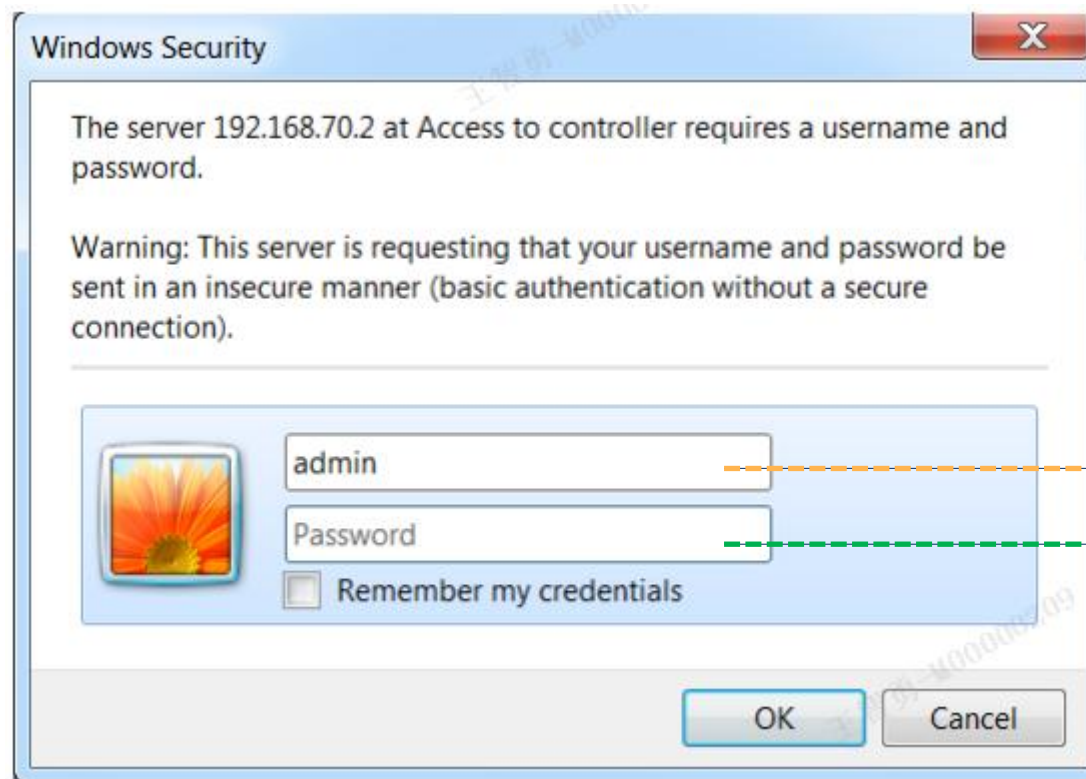 Windows Security
The server 192.168.70.2 at Access to controller requires a username and
password.
Warning: This server is requesting that your username and password be
sent in an insecure manner (basic authentication without a secure
connection).
admin
Password
Remember my credentials
OK
Cancel